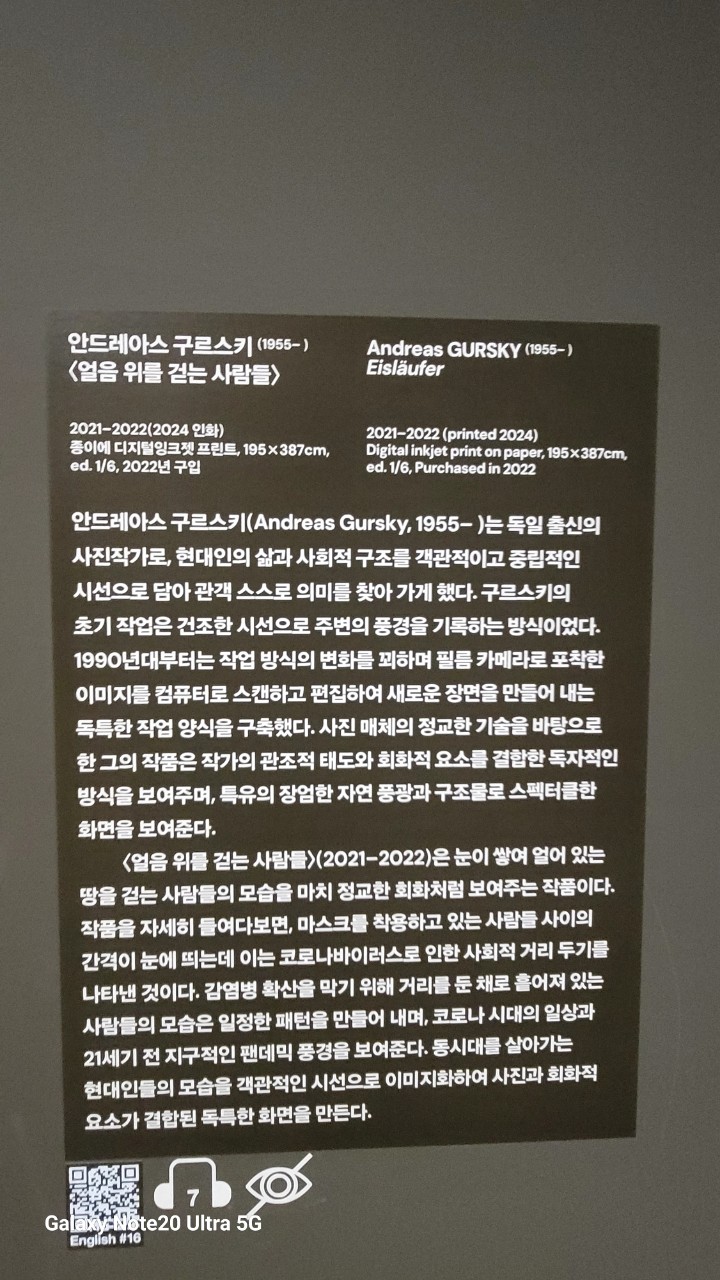 안드레아스 구르스키 (1955– )
〈얼음 위를 걷는 사람들〉
2021–2022(2024 인화)
종이에 디지털잉크젯 프린트, 195×387cm,
ed. 1/6, 2022년 구입
Andreas GURSKY (1955– )
Eisläufer
2021–2022 (printed 2024)
Digital inkjet print on paper, 195×387cm,
ed. 1/6, Purchased in 2022
안드레아스 구르스키(Andreas Gursky, 1955– )는 독일 출신의
사진작가로, 현대인의 삶과 사회적 구조를 객관적이고 중립적인
시선으로 담아 관객 스스로 의미를 찾아 가게 했다. 구르스키의
초기 작업은 건조한 시선으로 주변의 풍경을 기록하는 방식이었다.
1990년대부터는 작업 방식의 변화를 꾀하며 필름 카메라로 포착한
이미지를 컴퓨터로 스캔하고 편집하여 새로운 장면을 만들어 내는
독특한 작업 양식을 구축했다. 사진 매체의 정교한 기술을 바탕으로
한 그의 작품은 작가의 관조적 태도와 회화적 요소를 결합한 독자적인
방식을 보여주며, 특유의 장엄한 자연 풍광과 구조물로 스펙터클한
화면을 보여준다.
〈얼음 위를 걷는 사람들〉(2021–2022)은 눈이 쌓여 얼어 있는
땅을 걷는 사람들의 모습을 마치 정교한 회화처럼 보여주는 작품이다.
작품을 자세히 들여다보면, 마스크를 착용하고 있는 사람들 사이의
간격이 눈에 띄는데 이는 코로나바이러스로 인한 사회적 거리 두기를
나타낸 것이다. 감염병 확산을 막기 위해 거리를 둔 채로 흩어져 있는
사람들의 모습은 일정한 패턴을 만들어 내며, 코로나 시대의 일상과
21세기 전 지구적인 팬데믹 풍경을 보여준다. 동시대를 살아가는
현대인들의 모습을 객관적인 시선으로 이미지화하여 사진과 회화적
요소가 결합된 독특한 화면을 만든다.
7
Galaxy Note20 Ultra 5G
English #16